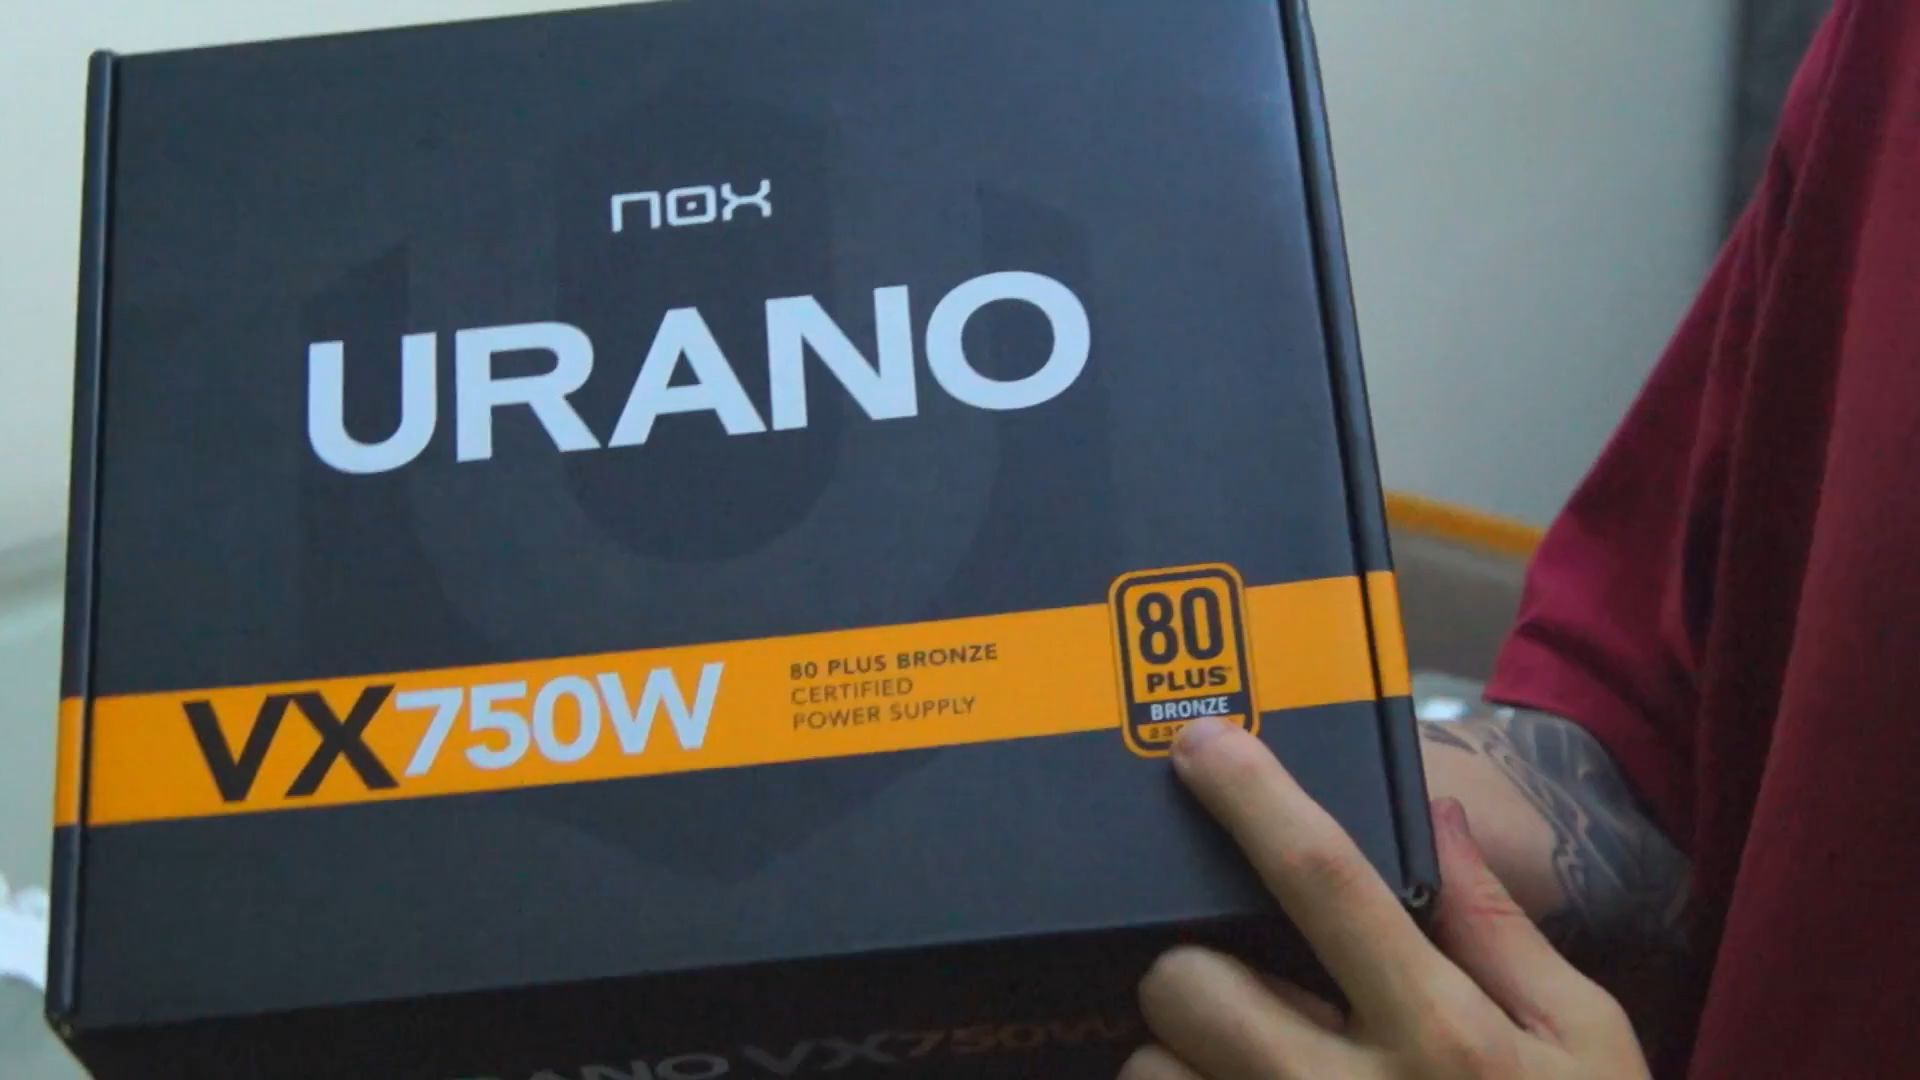 nox
URANO
VX750W
80 PLUS BRONZE
CERTIFIED
POWER SUPPLY
80
PLUS
BRONZE
VX750W